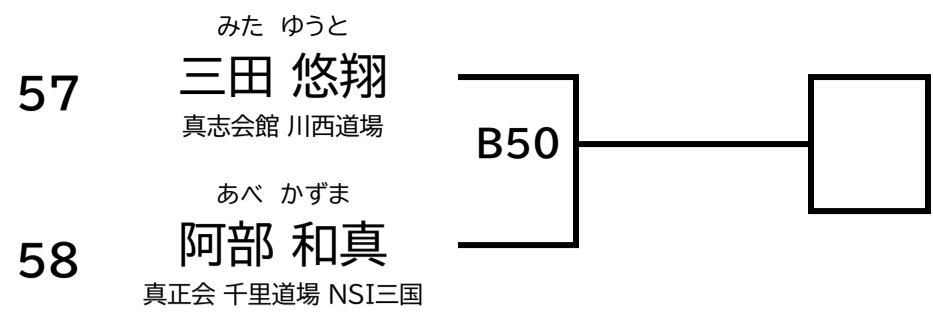 みた ゆうと
57
三田 悠翔
真志会館 川西道場
B50
あべ かずま
58
阿部 和真
真正会 千里道場 NSI三国